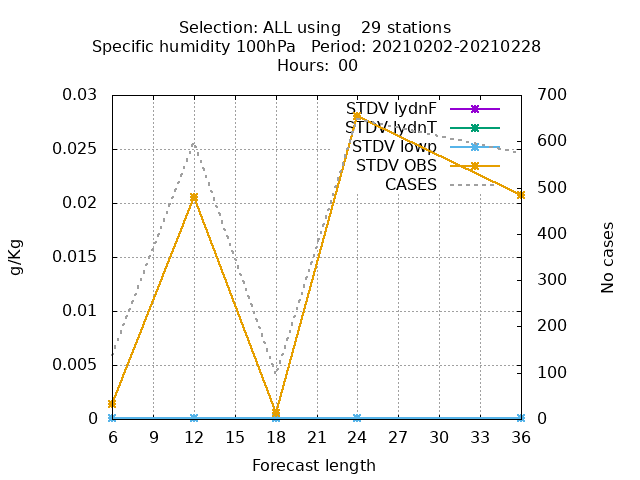 Selection: ALL using    29 stations
Specific humidity 100hPa   Period: 20210202-20210228
Hours: 00
0.03
0.025
0.02
0.015
0.01
0.005
0
700
600
500
400
300
200
100
0
STDV lydnF
STDV lydnT
STDV lowp
STDV OBS
CASES
g/Kg
No cases
6 9 12 15 18 21 24 27 30 33 36
Forecast length